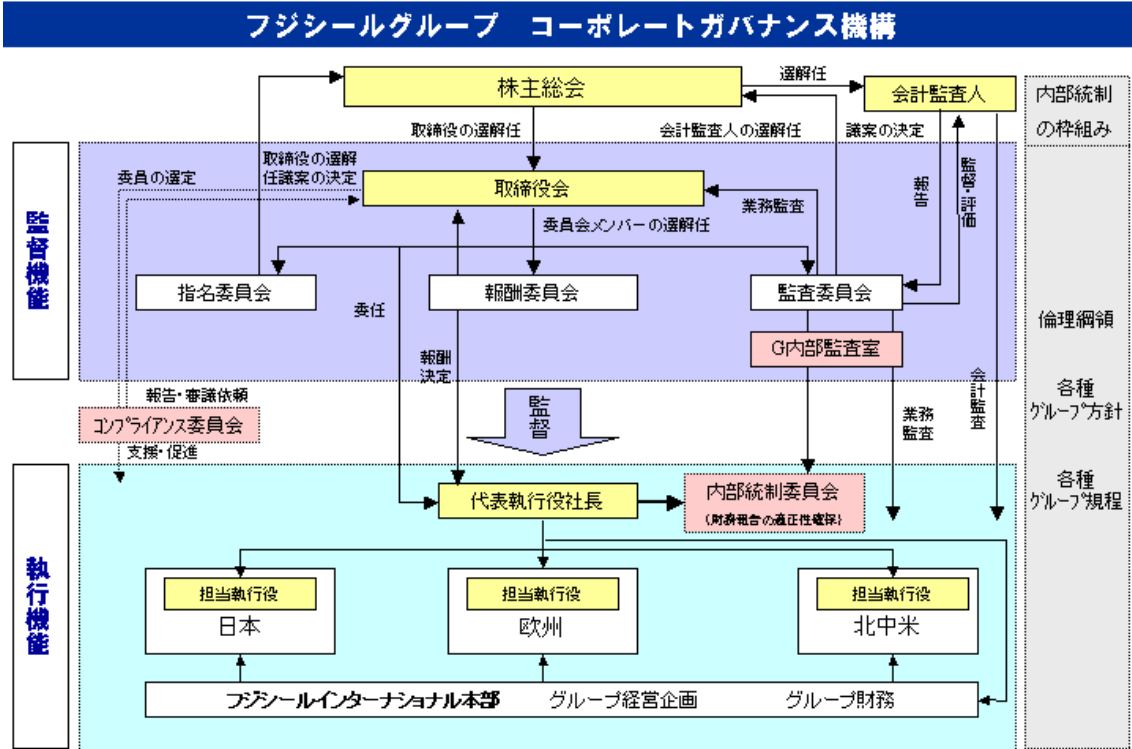 フジシールグループ　コーポレートガバナンス機構
株主総会
選解任
会計監査人
内部統制
の枠組み
取締役の選解任
会計監査人の選解任
議案の決定
監督機能
委員の選定
取締役の選解
任議案の決定
取締役会
業務監査
報告
監督・評価
委員会メンバーの選解任
指名委員会
報酬委員会
監査委員会
委任
G内部監査室
倫理綱領
報酬
決定
会計監査
各種
グループ方針
報告・審議依頼
監督
業務
監査
コンプライアンス委員会
支援・促進
各種
グループ規程
代表執行役社長
内部統制委員会
(財務報告の適正性確保)
執行機能
担当執行役
日本
担当執行役
欧州
担当執行役
北中米
フジシールインターナショナル本部　グループ経営企画　グループ財務